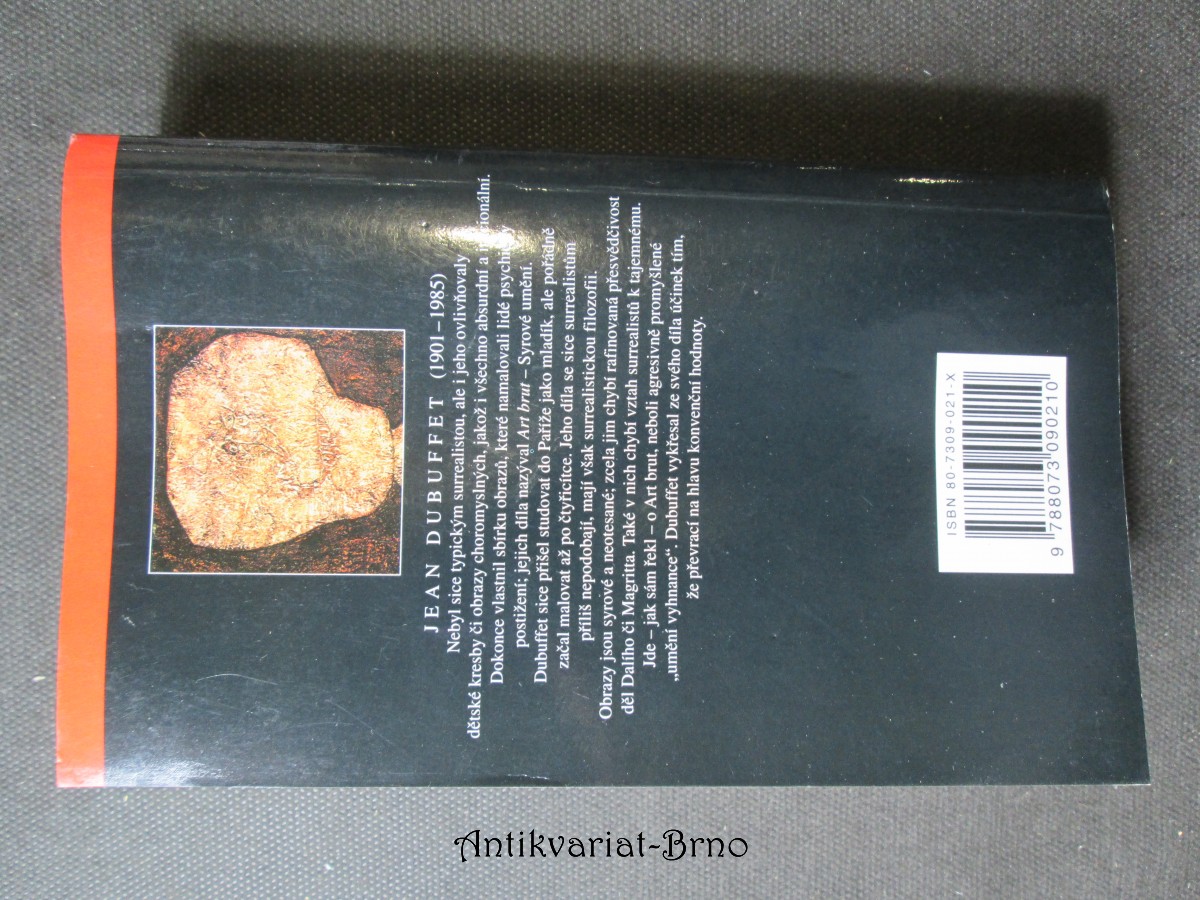 JEAN DUBUFFET (1901–1985)
Nebyl sice typickým surrealistou, ale i jeho ovlivňovaly
dětské kresby či obrazy choromyslných, jakož i všechno absurdní a
Dokonce vlastnil sbírku obrazů, které namalovali lidé psychicky
postižení; jejich díla nazýval Art brut – Syrové umění.
Dubuffet sice přišel studovat do Paříže jako mladík, ale pořádně
začal malovat až po čtyřicítce. Jeho díla se sice surrealistům
příliš nepodobají, mají však surrealistickou filozofii.
Obrazy jsou syrové a neotesané; zcela jim chybí rafinovaná přesvědčivost
děl Dalího či Magritta. Také v nich chybí vztah surrealistů k tajemnému.
Jde – jak sám řekl – o Art brut, neboli agresivně promyšlené
„umění vyhnance“. Dubuffet vykřesal ze svého díla účinek tím,
že převrací na hlavu konvenční hodnoty.
ISBN 80-7309-021-X
9 788073 090210
Antikvariat-Brno